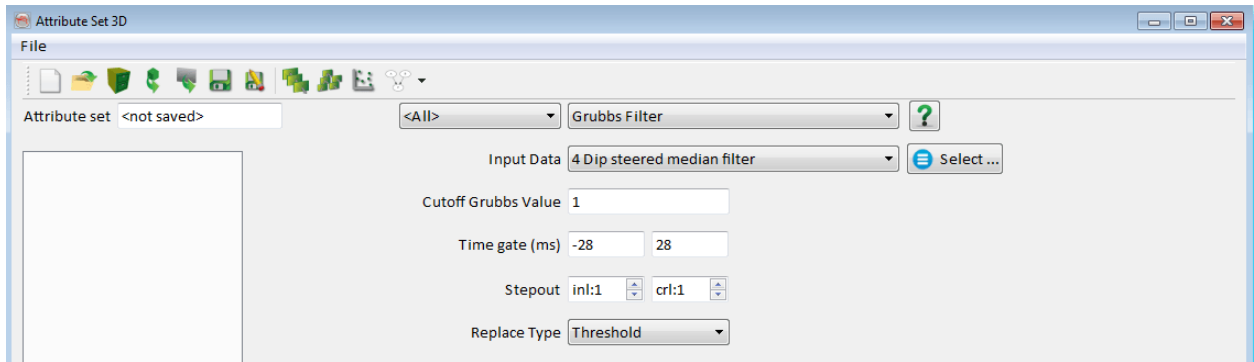 Attribute Set 3D
File
Attribute set <not saved> <All> Grubbs Filter ?
Input Data 4 Dip steered median filter Select ...
Cutoff Grubbs Value 1
Time gate (ms) -28 28
Stepout inl:1 crl:1
Replace Type Threshold